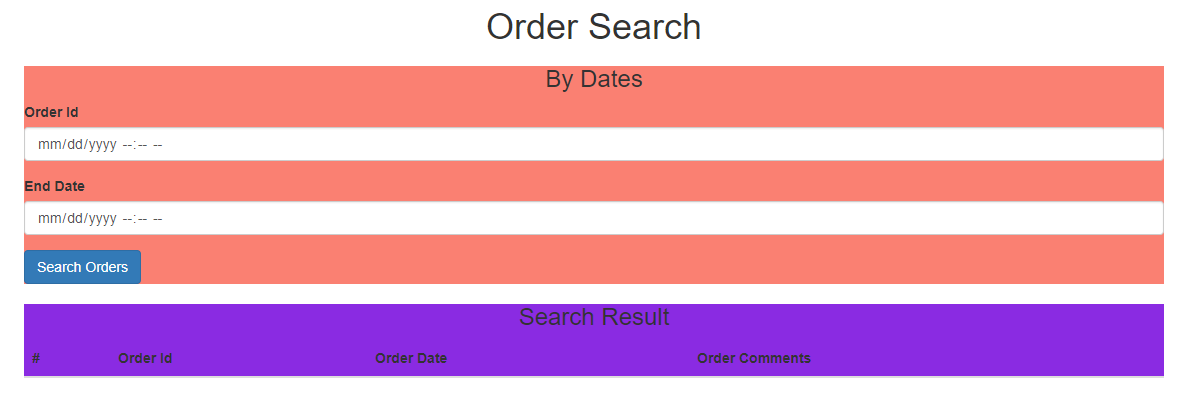 Order Search
By Dates
Order Id
mm/dd/yyyy --:-- --
End Date
mm/dd/yyyy --:-- --
Search Orders
Search Result
# Order Id Order Date Order Comments